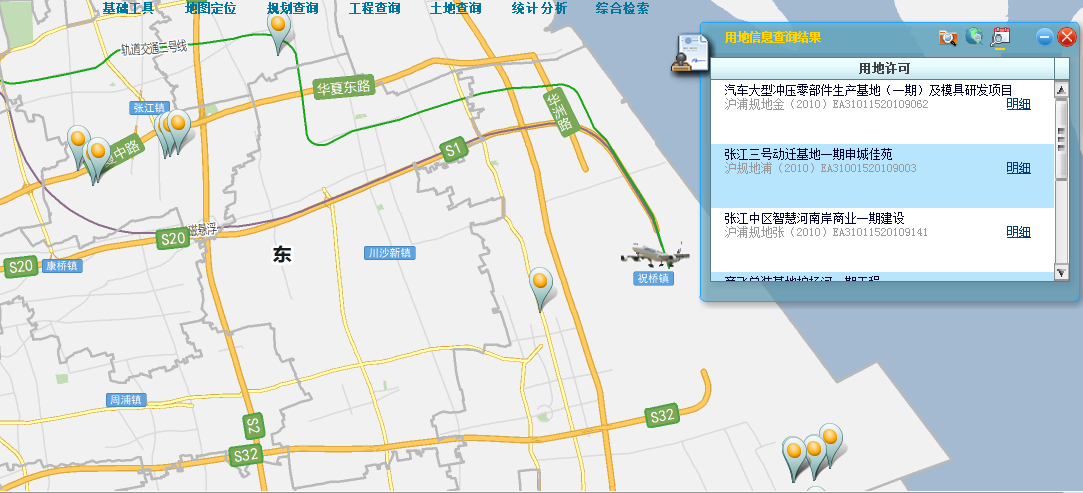 基础工具 地图定位 规划查询 工程查询 土地查询 统计分析 综合检索
用地信息查询结果
用地许可
汽车大型冲压零部件生产基地（一期）及模具研发项目
沪浦规地金（2010）EA31011520109062 明细
张江三号动迁基地一期申城佳苑
沪规地浦（2010）EA31001520109003 明细
张江中区智慧河南岸商业一期建设
沪浦规地张（2010）EA31011520109141 明细
轨道交通二号线
华夏东路
张江镇
华洲路
中路
S1
磁悬浮
S20
S20
康桥镇
东
川沙新镇
祝桥镇
周浦镇
S2
S32
S32